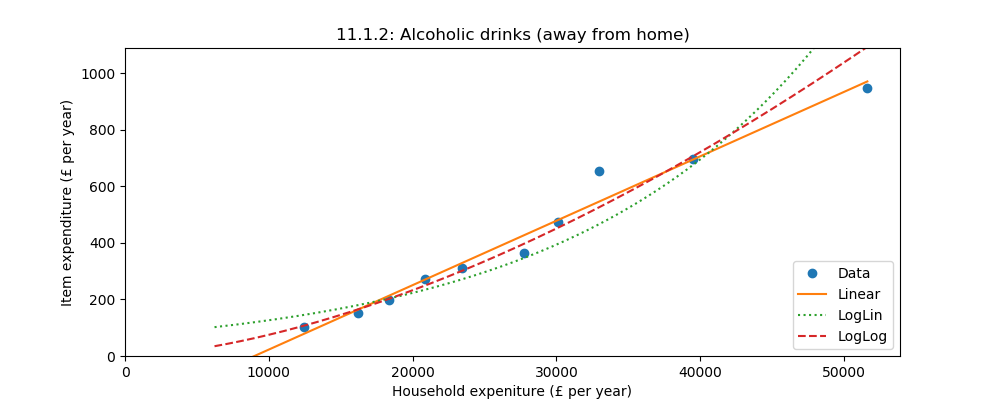 11.1.2: Alcoholic drinks (away from home)
Item expenditure (£ per year)
1000
800
600
400
200
0
0 10000 20000 30000 40000 50000
Household expeniture (£ per year)
Data
Linear
LogLin
LogLog